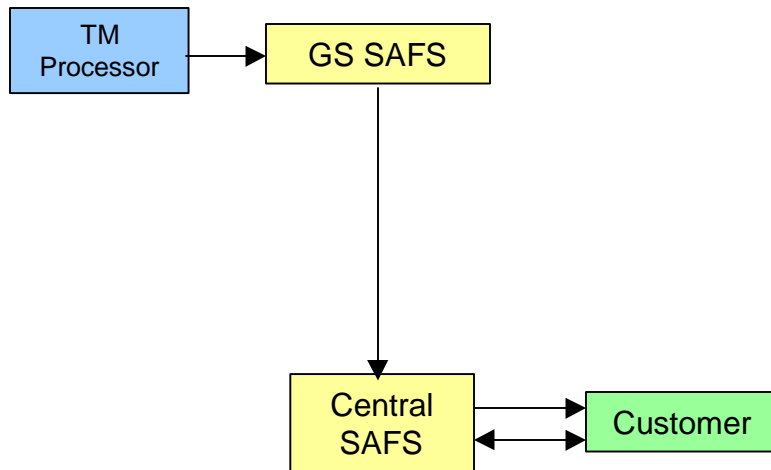 TM
Processor
GS SAFS
Central
SAFS
Customer